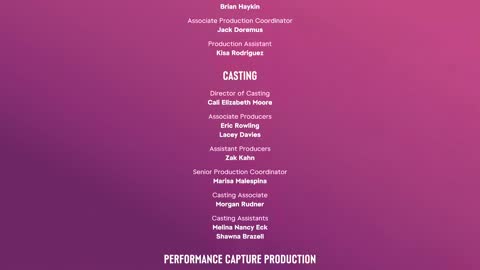 Brian Haykin
Associate Production Coordinator
Jack Doremus
Production Assistant
Kisa Rodriguez
CASTING
Director of Casting
Cali Elizabeth Moore
Associate Producers
Eric Rowling
Lacey Davies
Assistant Producers
Zak Kahn
Senior Production Coordinator
Marisa Malespina
Casting Associate
Morgan Rudner
Casting Assistants
Melina Nancy Eck
Shawna Brazell
PERFORMANCE CAPTURE PRODUCTION